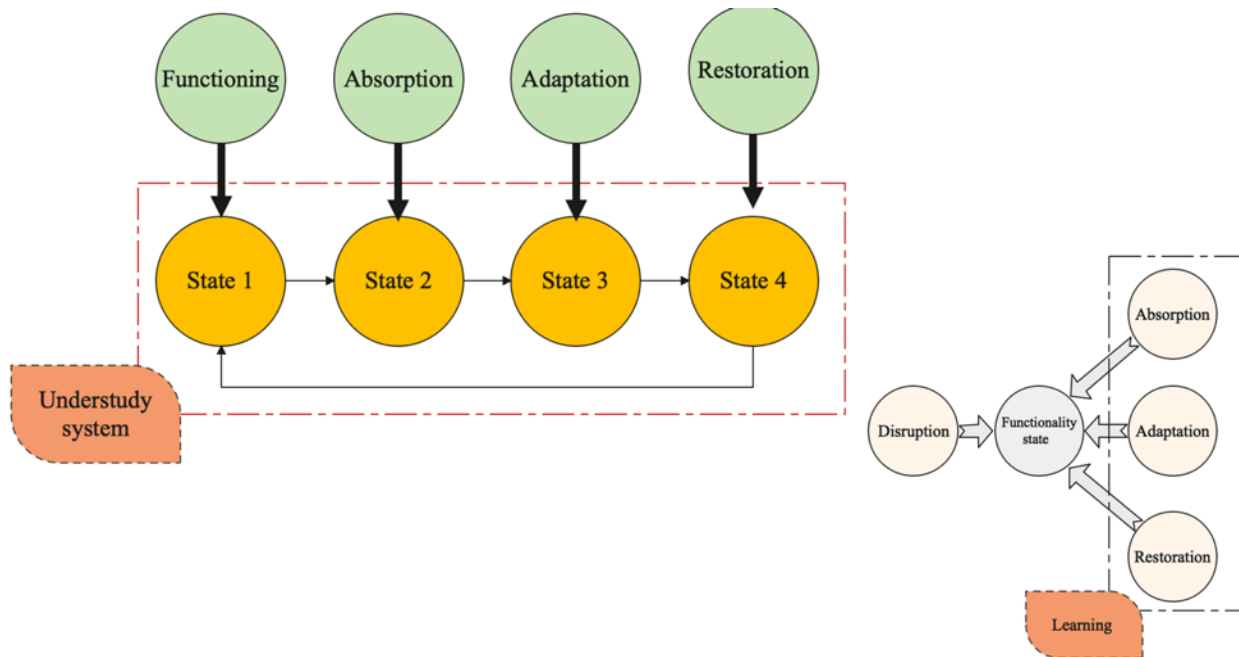 Functioning
Absorption
Adaptation
Restoration
State 1
State 2
State 3
State 4
Understudy
system
Absorption
Disruption
Functionality
state
Adaptation
Restoration
Learning